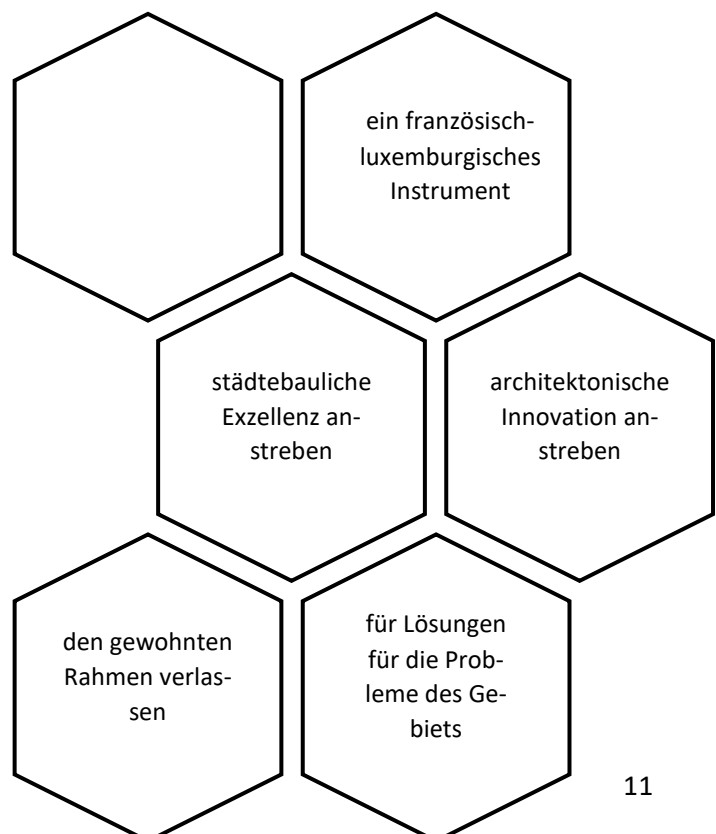 ein französisch-
luxemburgisches
Instrument
städtebauliche
Exzellenz an-
streben
architektonische
Innovation an-
streben
den gewohnten
Rahmen verlas-
sen
für Lösungen
für die Prob-
leme des Ge-
biets
11